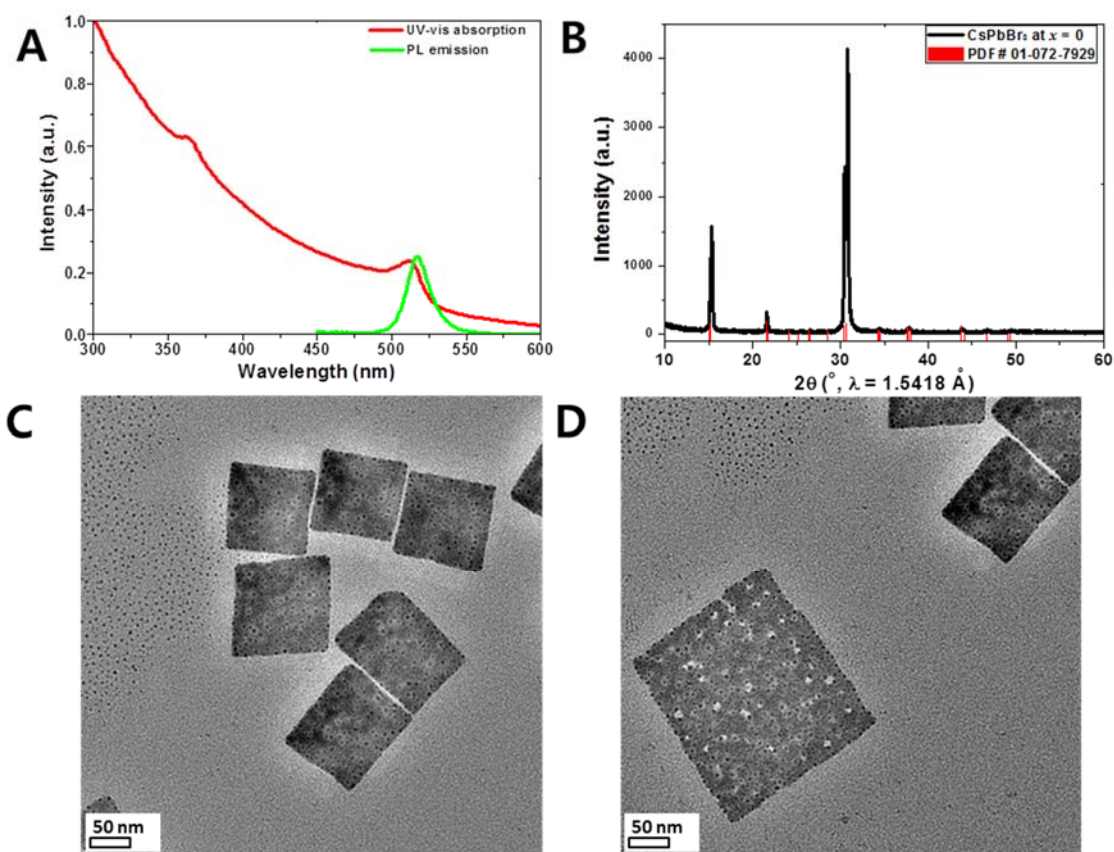 A
UV-vis absorption
PL emission
1.0
0.8
0.6
0.4
0.2
0.0
Intensity (a.u.)
300 350 400 450 500 550 600
Wavelength (nm)
B
CsPbBr₃ at x = 0
PDF# 01-072-7929
4000
3000
2000
1000
0
Intensity (a.u.)
10 20 30 40 50 60
2θ (°, λ = 1.5418 Å)
C
50 nm
D
50 nm